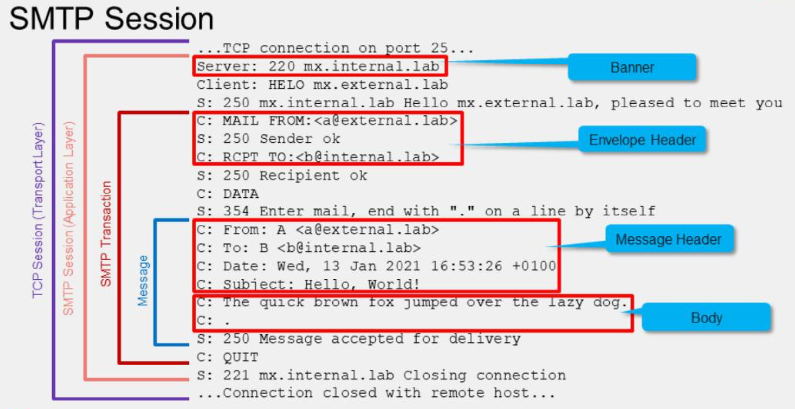 SMTP Session
...TCP connection on port 25...
Server: 220 mx.internal.lab
Banner
Client: HELO mx.external.lab
S: 250 mx.internal.lab Hello mx.external.lab, pleased to meet you
C: MAIL FROM:<a@external.lab>
S: 250 Sender ok
Envelope Header
C: RCPT TO:<b@internal.lab>
S: 250 Recipient ok
C: DATA
S: 354 Enter mail, end with "." on a line by itself
C: From: A <a@external.lab>
Message Header
C: To: B <b@internal.lab>
C: Date: Wed, 13 Jan 2021 16:53:26 +0100
C: Subject: Hello, World!
C: The quick brown fox jumped over the lazy dog.
Body
C: .
S: 250 Message accepted for delivery
C: QUIT
S: 221 mx.internal.lab Closing connection
...Connection closed with remote host...
TCP Session (Transport Layer)
SMTP Session (Application Layer)
SMTP Transaction
Message